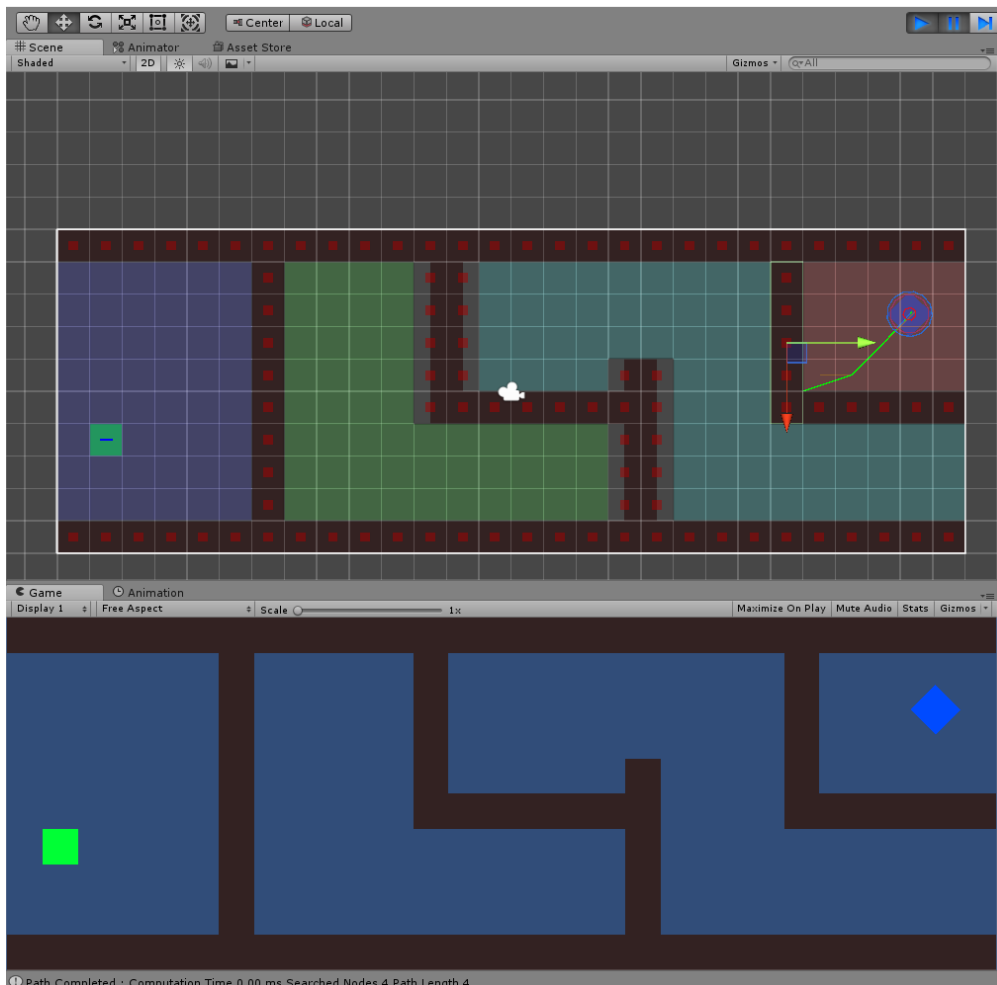 Center Local
Scene Animator Asset Store
Shaded 2D Gizmos All
Game Animation
Display 1 Free Aspect Scale 1x Maximize On Play Mute Audio Stats Gizmos
Path Completed : Computation Time 0.00 ms Searched Nodes 4 Path Length 4